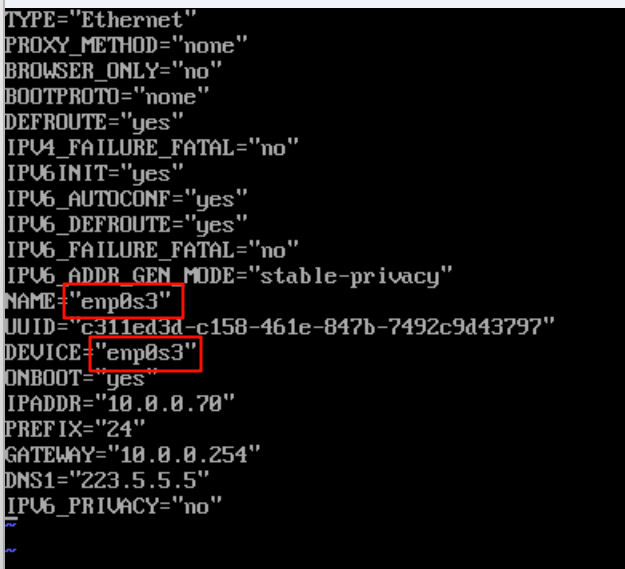 TYPE="Ethernet"
PROXY_METHOD="none"
BROWSER_ONLY="no"
BOOTPROTO="none"
DEFROUTE="yes"
IPV4_FAILURE_FATAL="no"
IPV6INIT="yes"
IPV6_AUTOCONF="yes"
IPV6_DEFROUTE="yes"
IPV6_FAILURE_FATAL="no"
IPV6_ADDR_GEN_MODE="stable-privacy"
NAME="enp0s3"
UUID="c311ed3d-c158-461e-847b-7492c9d43797"
DEVICE="enp0s3"
ONBOOT="yes"
IPADDR="10.0.0.70"
PREFIX="24"
GATEWAY="10.0.0.254"
DNS1="223.5.5.5"
IPV6_PRIVACY="no"
~
~